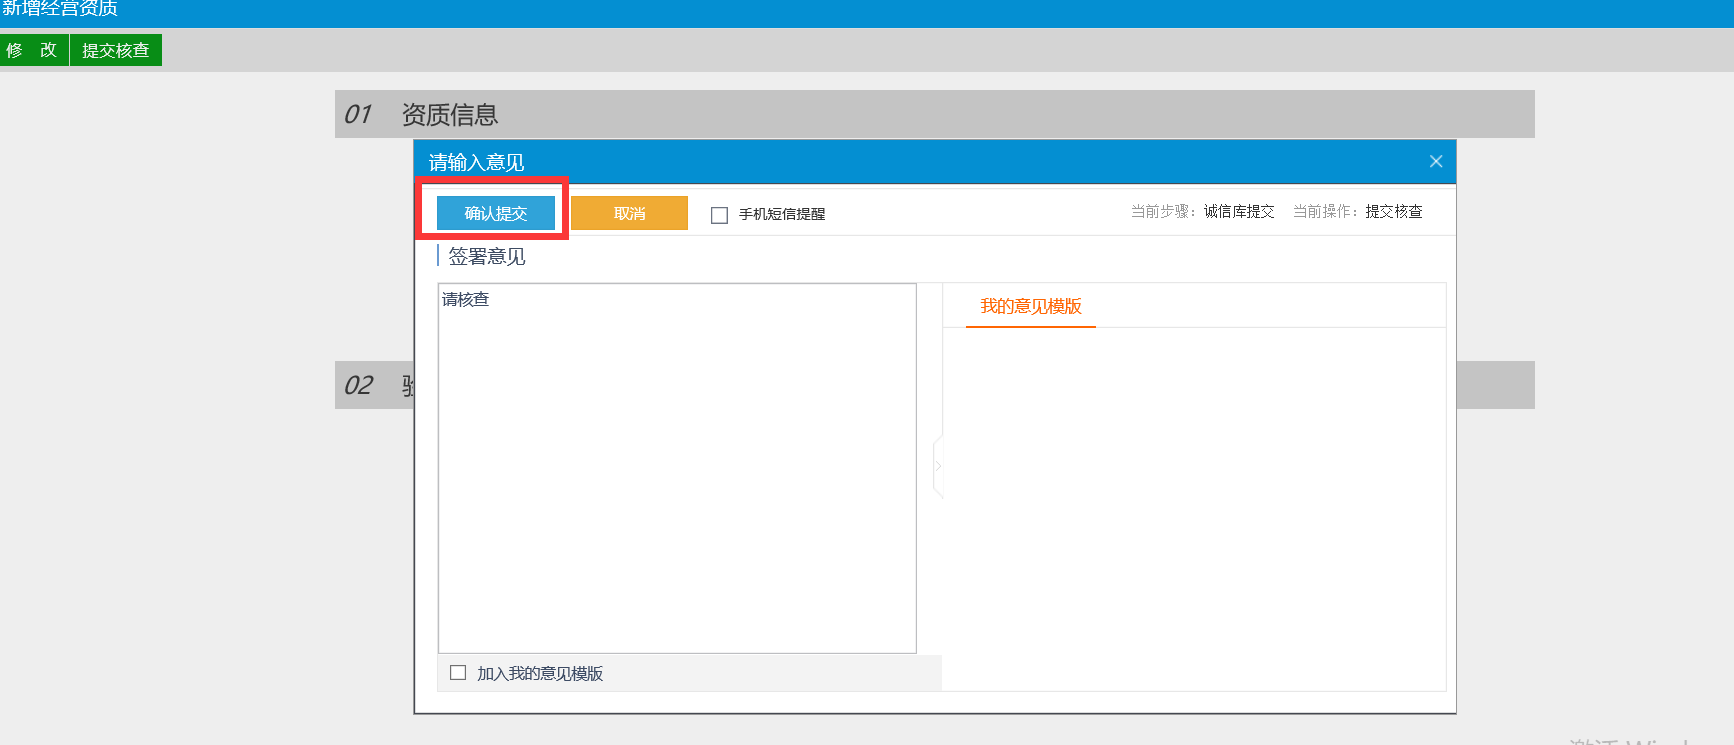 新增经营资质
修 改 提交核查
01 资质信息
请输入意见
确认提交 取消 手机短信提醒 当前步骤：诚信库提交 当前操作：提交核查
签署意见
请核查
我的意见模版
02
加入我的意见模版